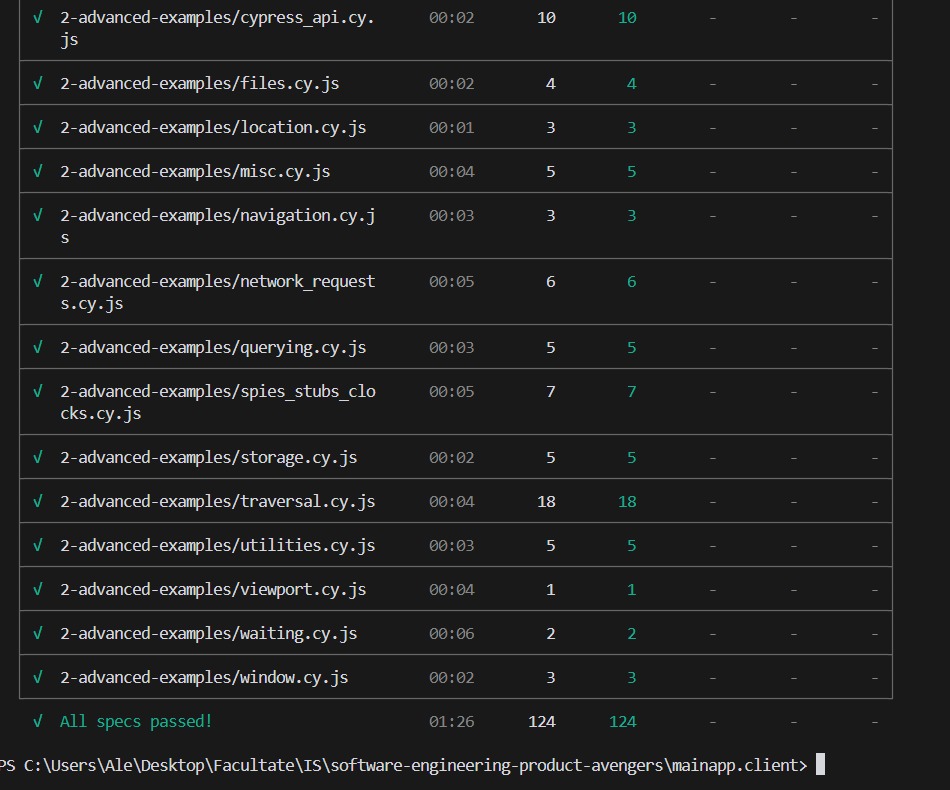 √ 2-advanced-examples/cypress_api.cy. 00:02 10 10 - - -
js
√ 2-advanced-examples/files.cy.js 00:02 4 4 - - -
√ 2-advanced-examples/location.cy.js 00:01 3 3 - - -
√ 2-advanced-examples/misc.cy.js 00:04 5 5 - - -
√ 2-advanced-examples/navigation.cy.j 00:03 3 3 - - -
s
√ 2-advanced-examples/network_request 00:05 6 6 - - -
s.cy.js
√ 2-advanced-examples/querying.cy.js 00:03 5 5 - - -
√ 2-advanced-examples/spies_stubs_clo 00:05 7 7 - - -
cks.cy.js
√ 2-advanced-examples/storage.cy.js 00:02 5 5 - - -
√ 2-advanced-examples/traversal.cy.js 00:04 18 18 - - -
√ 2-advanced-examples/utilities.cy.js 00:03 5 5 - - -
√ 2-advanced-examples/viewport.cy.js 00:04 1 1 - - -
√ 2-advanced-examples/waiting.cy.js 00:06 2 2 - - -
√ 2-advanced-examples/window.cy.js 00:02 3 3 - - -
√ All specs passed! 01:26 124 124 - - -
PS C:\Users\Ale\Desktop\Facultate\IS\software-engineering-product-avengers\mainapp.client>